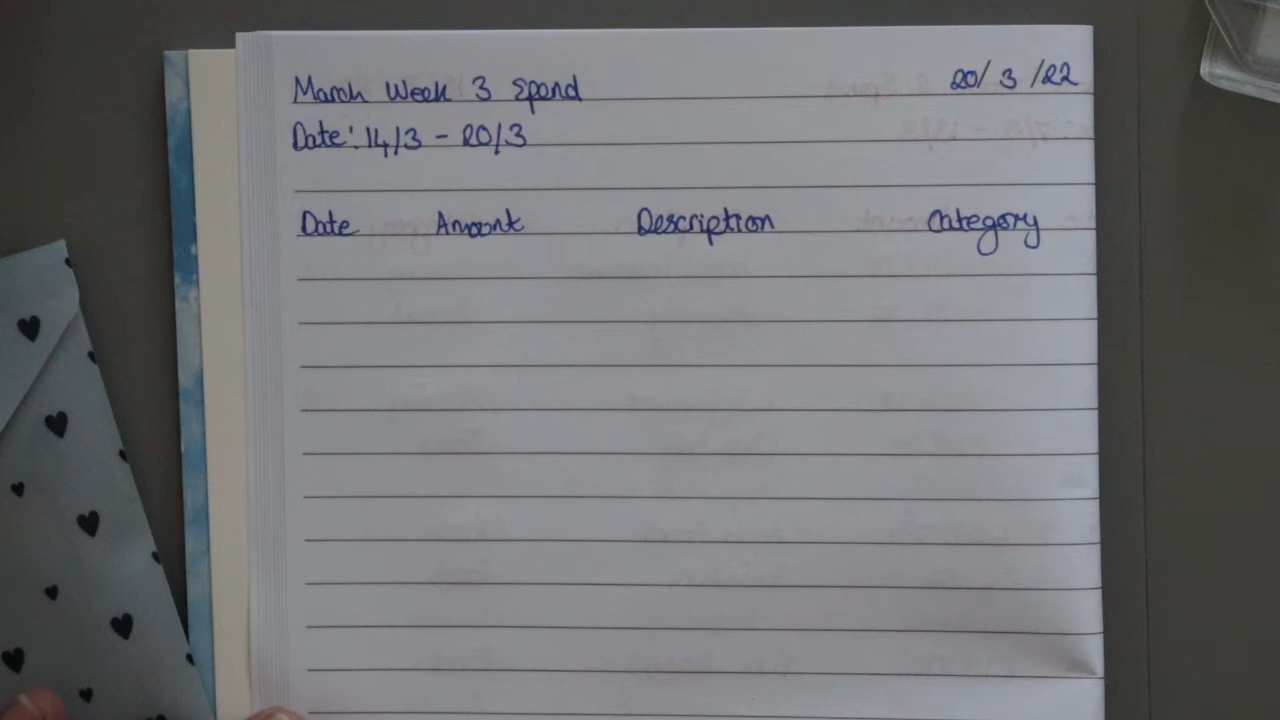 March Week 3 Spend 20/3/22
Date: 14/3 - 20/3
Date Amount Description Category